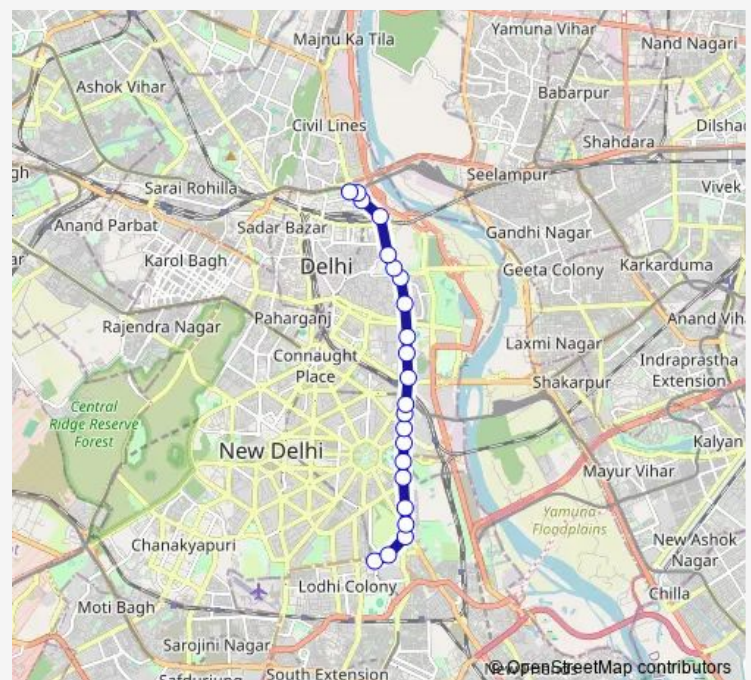 Majnu Ka Tila
Yamuna Vihar
Nand Nagari
Ashok Vihar
Babarpur
Civil Lines
Dilsha
Shahdara
gh
Sarai Rohilla
Seelampur
Vivek
Anand Parbat
Sadar Bazar
Gandhi Nagar
ar
Karol Bagh
Delhi
Geeta Colony
Karkarduma
Rajendra Nagar
Paharganj
Anand Vih
Laxmi Nagar
Connaught
Place
Indraprastha
Extension
Shakarpur
Central
Ridge Reserve
Forest
New Delhi
Kalyan
Mayur Vihar
Yamuna
Floodplains
Chanakyapuri
New Ashok
Nagar
ot
Lodhi Colony
Chilla
Moti Bagh
Sarojini Nagar
South Extension
© OpenStreetMap contributors